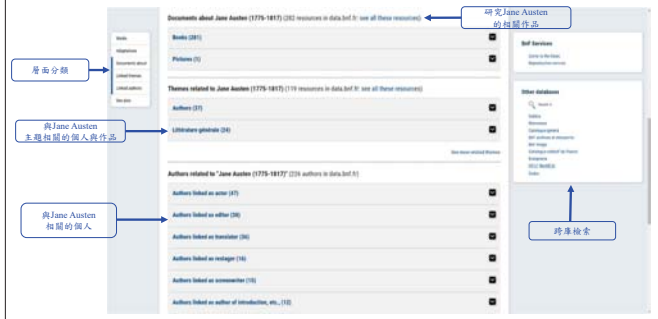 Documents about Jane Austen (1775-1817) (282 resources in data.bnf.fr: see all these resources)
研究Jane Austen
的相關作品
Books
Adaptations
Documents about
Linked themes
Linked authors
See also
層面分類
Books (281)
Pictures (1)
BnF Services
Other databases
Themes related to Jane Austen (1775-1817) (119 resources in data.bnf.fr: see all these resources)
Authors (37)
Littérature générale (24)
與Jane Austen
主題相關的個人與作品
See more related themes
Authors related to "Jane Austen (1775-1817)" (226 authors in data.bnf.fr)
Authors linked as actor (47)
Authors linked as editor (38)
Authors linked as translator (36)
Authors linked as restager (16)
Authors linked as screenwriter (15)
Authors linked as author of introduction, etc., (12)
與Jane Austen
相關的個人
跨庫檢索